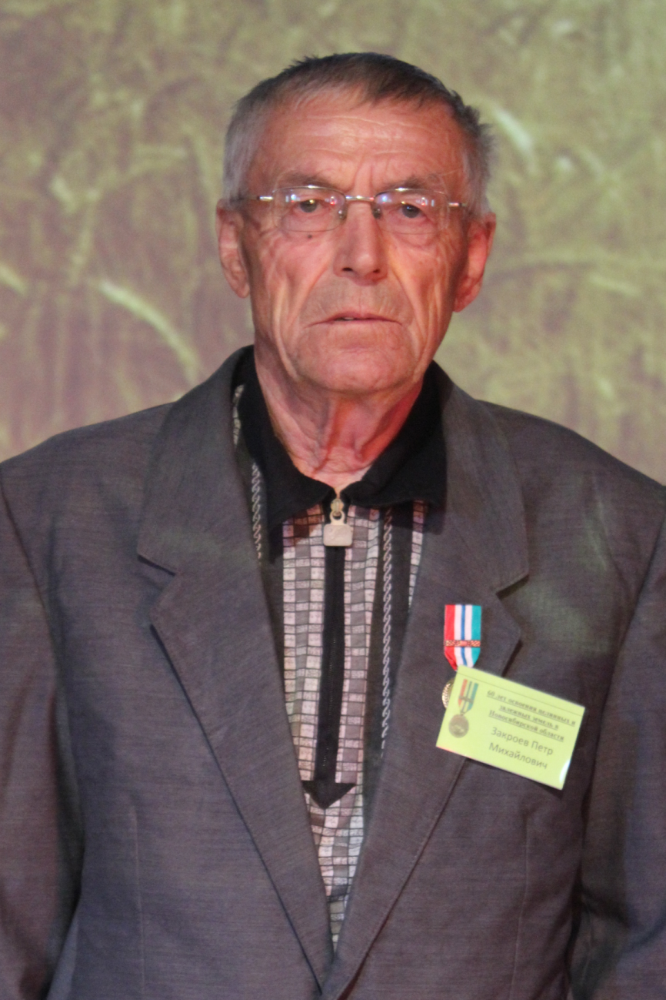 60 лет освоения целинных и
залежных земель в
Новосибирской области
Закроев Петр
Михайлович